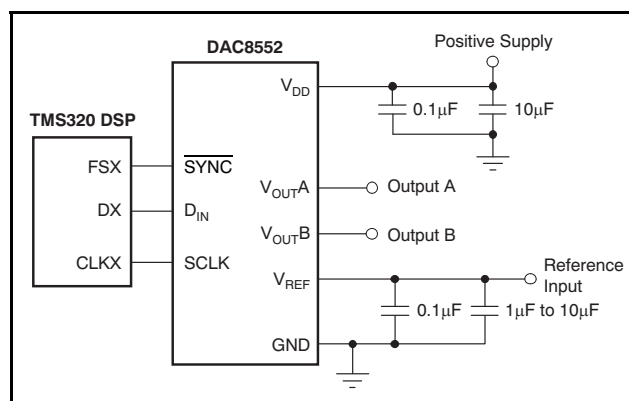 DAC8552
Positive Supply
V_DD
0.1µF
10µF
TMS320 DSP
FSX
SYNC
V_OUTA
Output A
DX
D_IN
V_OUTB
Output B
CLKX
SCLK
V_REF
Reference
Input
0.1µF
1µF to 10µF
GND